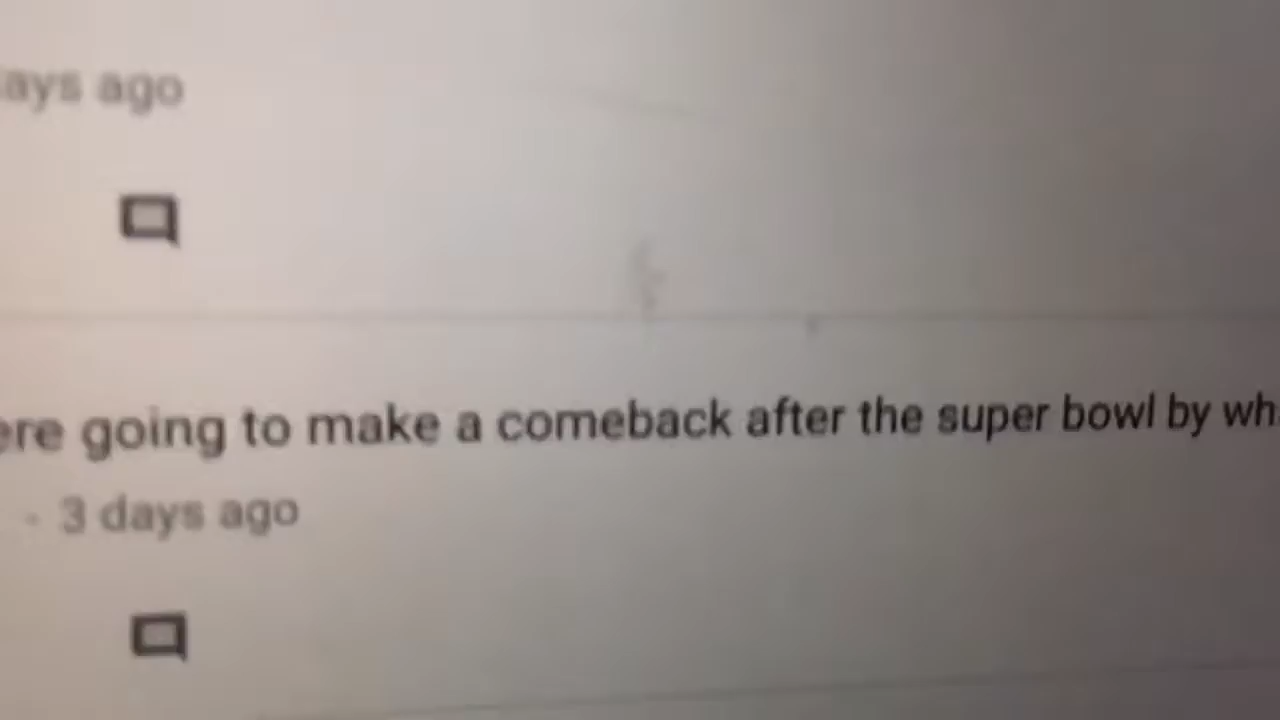 ays ago
ere going to make a comeback after the super bowl by wh
- 3 days ago